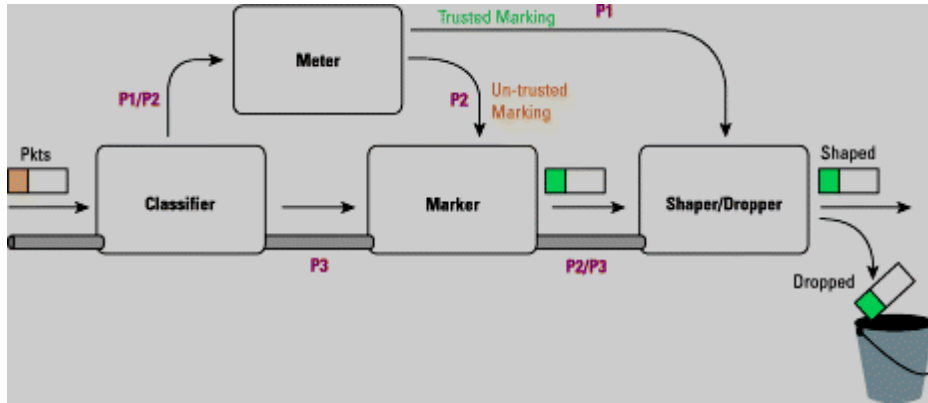 Trusted Marking
P1
Meter
P1/P2
P2
Un-trusted
Marking
Pkts
Shaped
Classifier
Marker
Shaper/Dropper
P3
P2/P3
Dropped